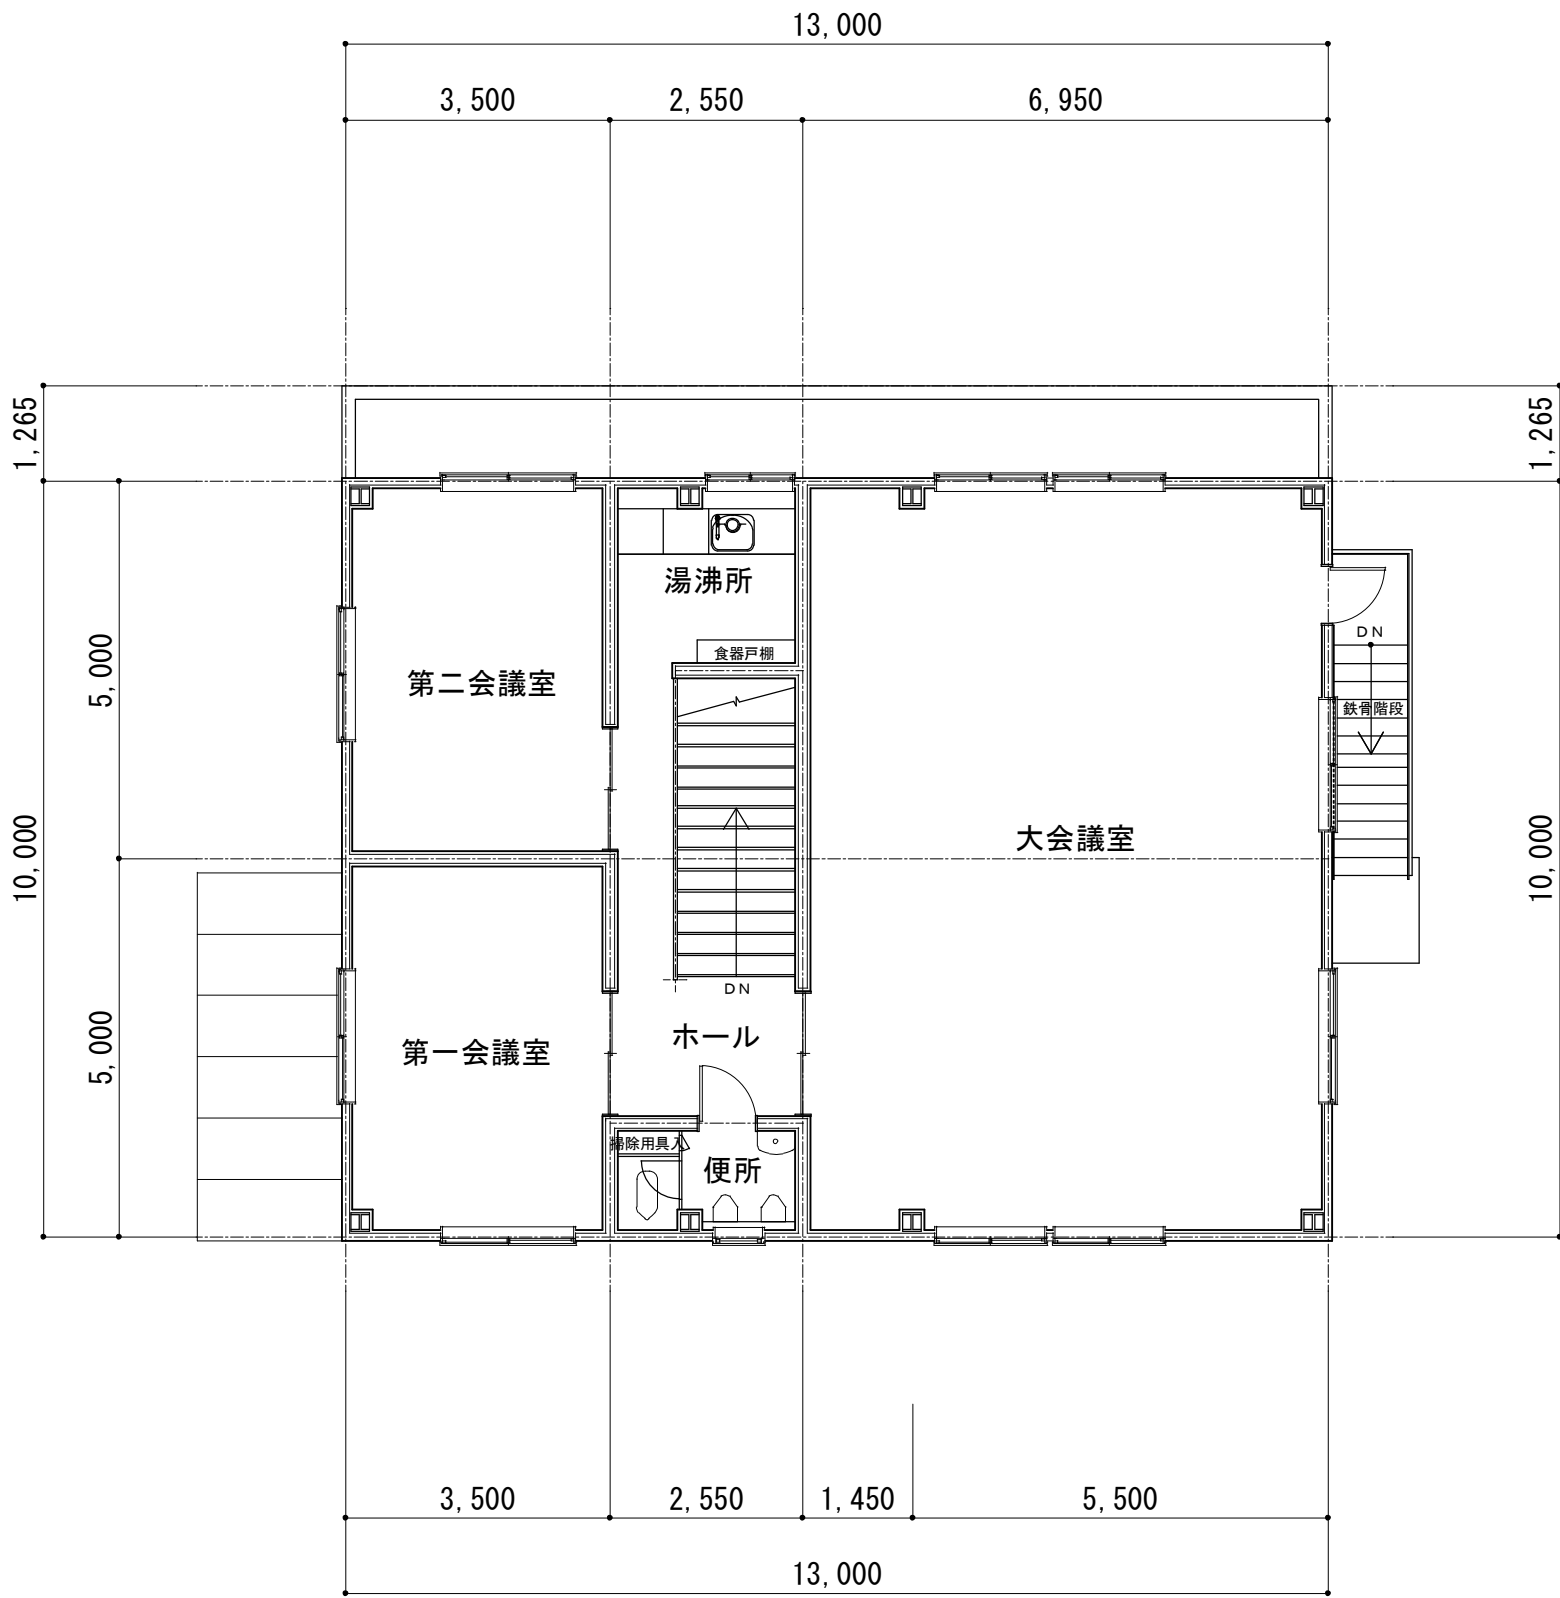 13,000
3,500
2,550
6,950
1,265
1,265
湯沸所
DN
食器戸棚
5,000
第二会議室
鉄骨階段
10,000
大会議室
10,000
DN
ホール
5,000
第一会議室
掃除用具入
便所
3,500
2,550
1,450
5,500
13,000